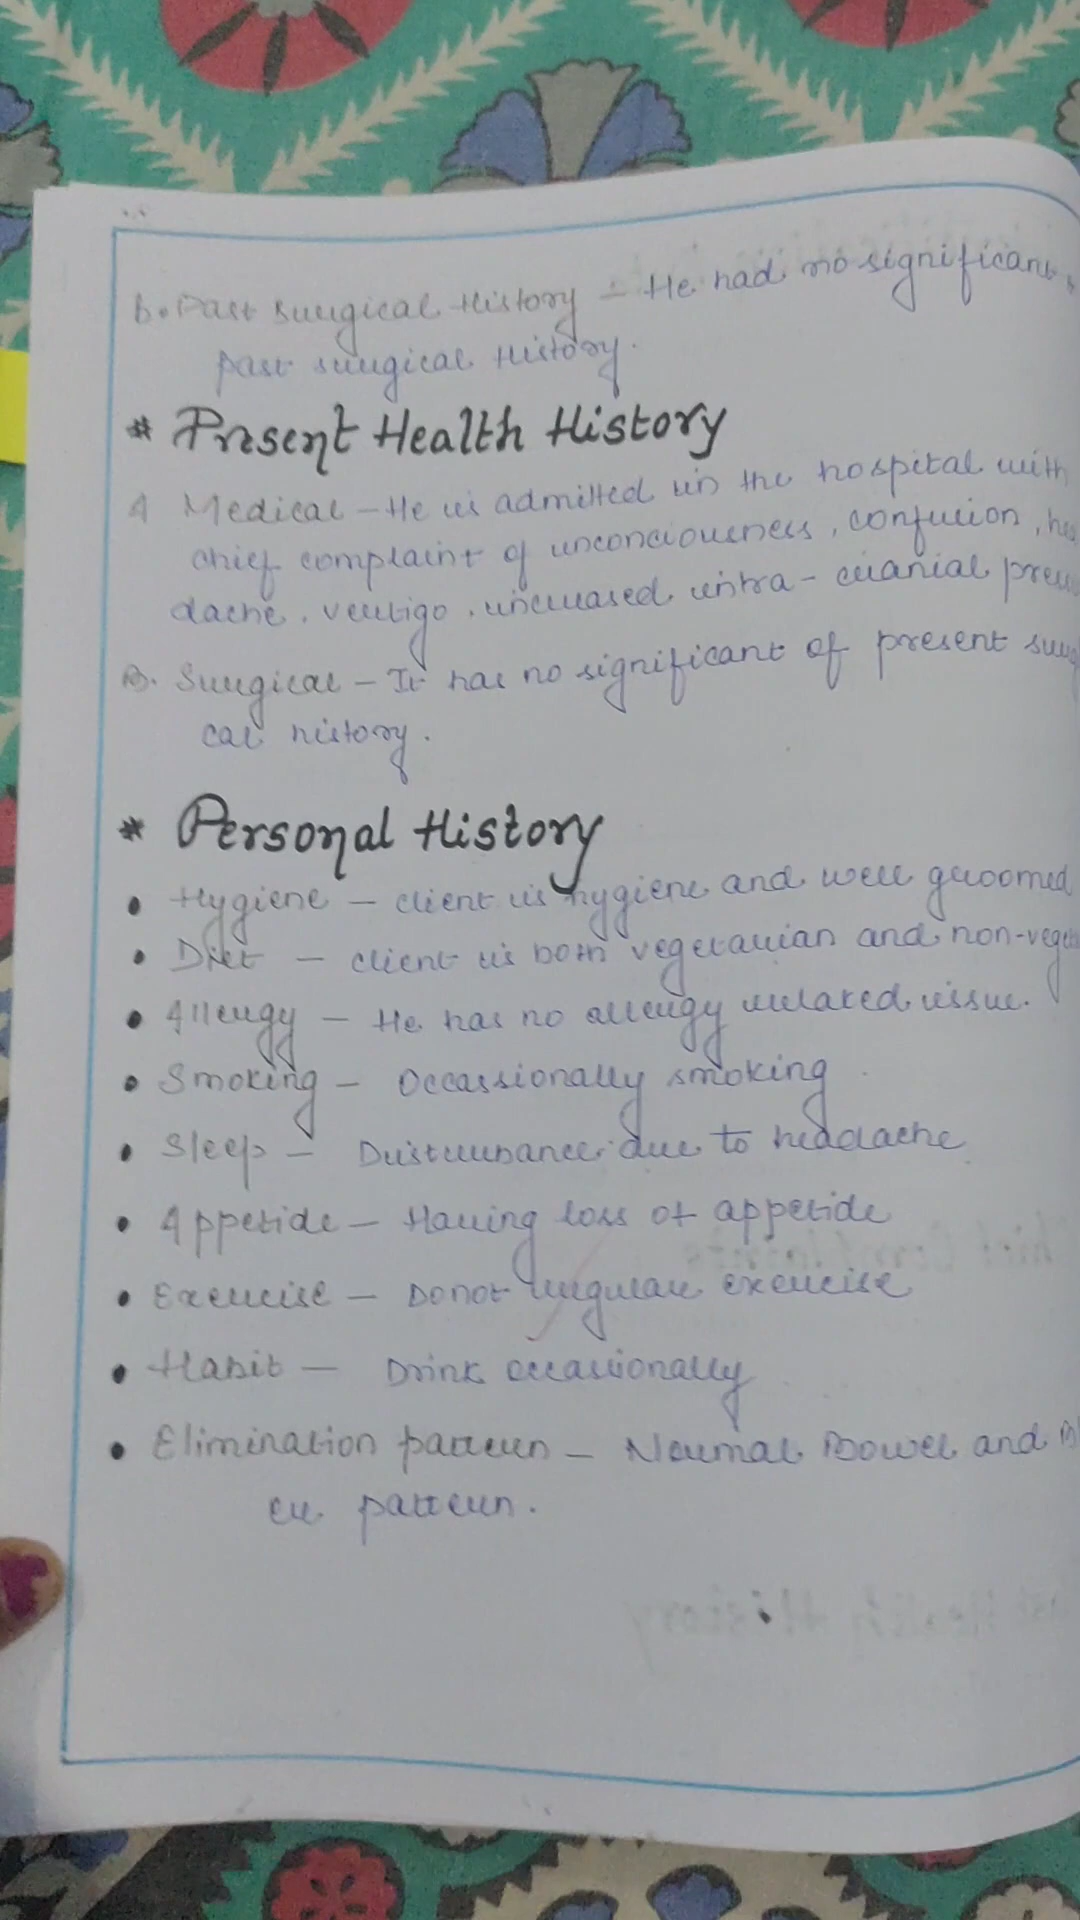 b. Past surgical History - He had no significant
past surgical History.
* Present Health History
A Medical - He is admitted in the hospital with
chief complaint of unconciousness, confusion, hea
dache, vertigo, increased intra-cranial press
B. Surgical - It has no significant of present surg
cal history.
* Personal History
• Hygiene - client is hygiene and well groomed
• Diet - client is both vegetarian and non-veget
• Allergy - He has no allergy related issue.
• Smoking - Occassionally smoking
• Sleep - Disturbance due to headache
• Appetide - Having loss of appetide
• Exercise - Donot regular exercise
• Habit - Drink occasionally
• Elimination pattern - Normal Bowel and B
er pattern.